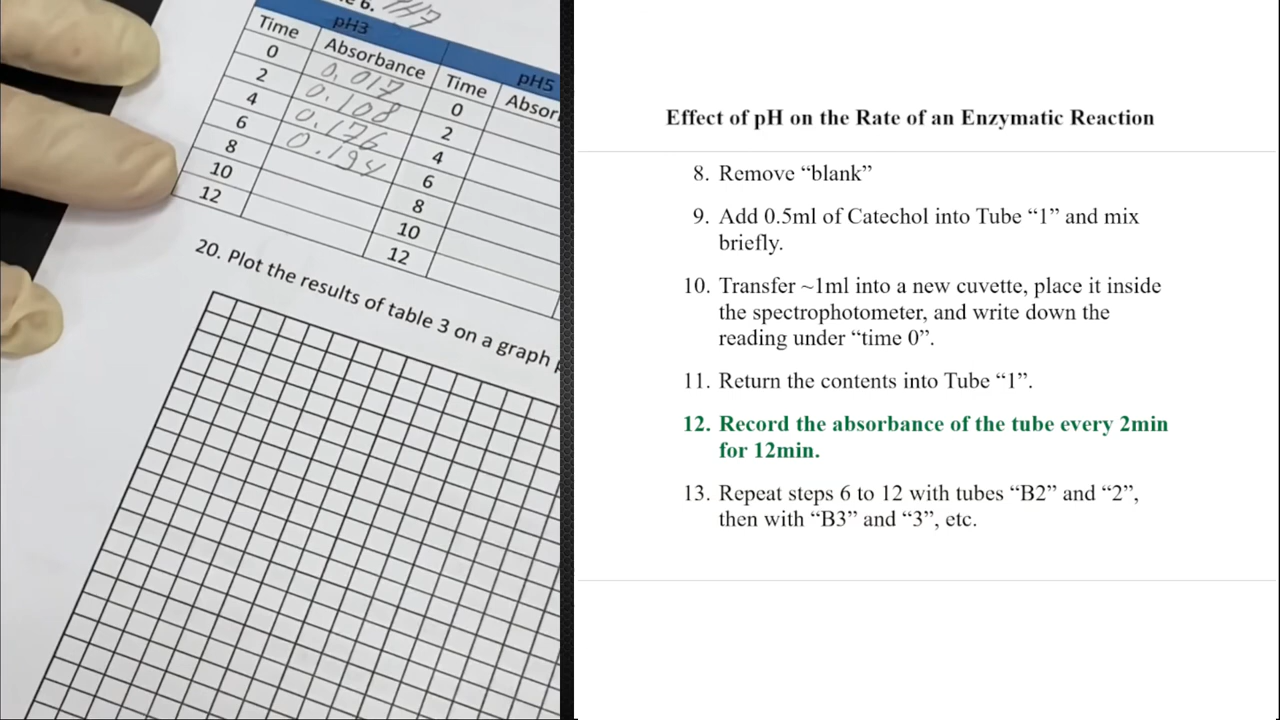 e 6.
pH3
pH5
Time Absorbance Time Absor
0 0.017 0
2 0.108 2
4 0.176 4
6 0.194 6
8 8
10 10
12 12
20. Plot the results of table 3 on a graph p
Effect of pH on the Rate of an Enzymatic Reaction
8. Remove “blank”
9. Add 0.5ml of Catechol into Tube “1” and mix
briefly.
10. Transfer ~1ml into a new cuvette, place it inside
the spectrophotometer, and write down the
reading under “time 0”.
11. Return the contents into Tube “1”.
12. Record the absorbance of the tube every 2min
for 12min.
13. Repeat steps 6 to 12 with tubes “B2” and “2”,
then with “B3” and “3”, etc.